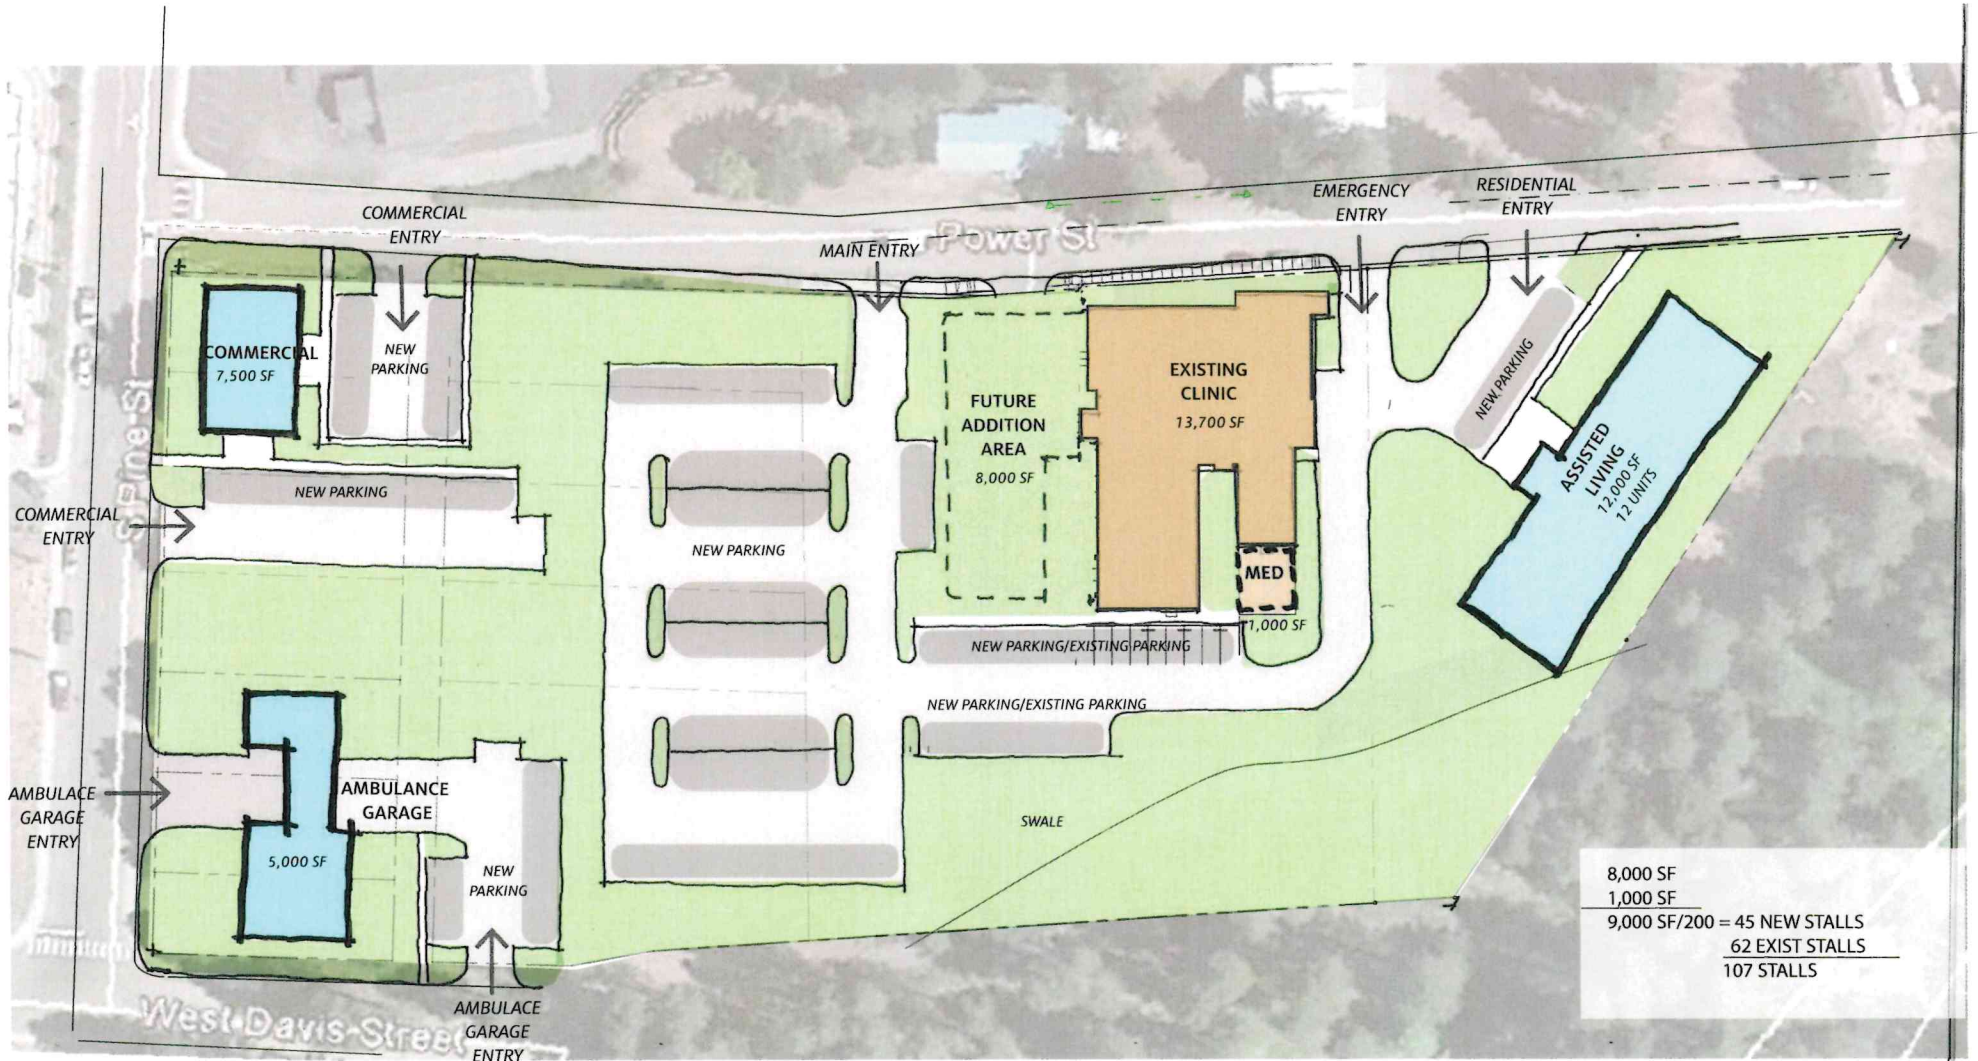 COMMERCIAL
ENTRY
MAIN ENTRY
Power St
EMERGENCY
ENTRY
RESIDENTIAL
ENTRY
COMMERCIAL
7,500 SF
NEW
PARKING
S Pine St
NEW PARKING
COMMERCIAL
ENTRY
NEW PARKING
FUTURE
ADDITION
AREA
8,000 SF
EXISTING
CLINIC
13,700 SF
MED
1,000 SF
NEW PARKING
ASSISTED
LIVING
12,000 SF
12 UNITS
NEW PARKING/EXISTING PARKING
NEW PARKING/EXISTING PARKING
AMBULACE
GARAGE
ENTRY
AMBULANCE
GARAGE
5,000 SF
NEW
PARKING
SWALE
AMBULACE
GARAGE
ENTRY
West Davis Street
8,000 SF
1,000 SF
9,000 SF/200 = 45 NEW STALLS
62 EXIST STALLS
107 STALLS